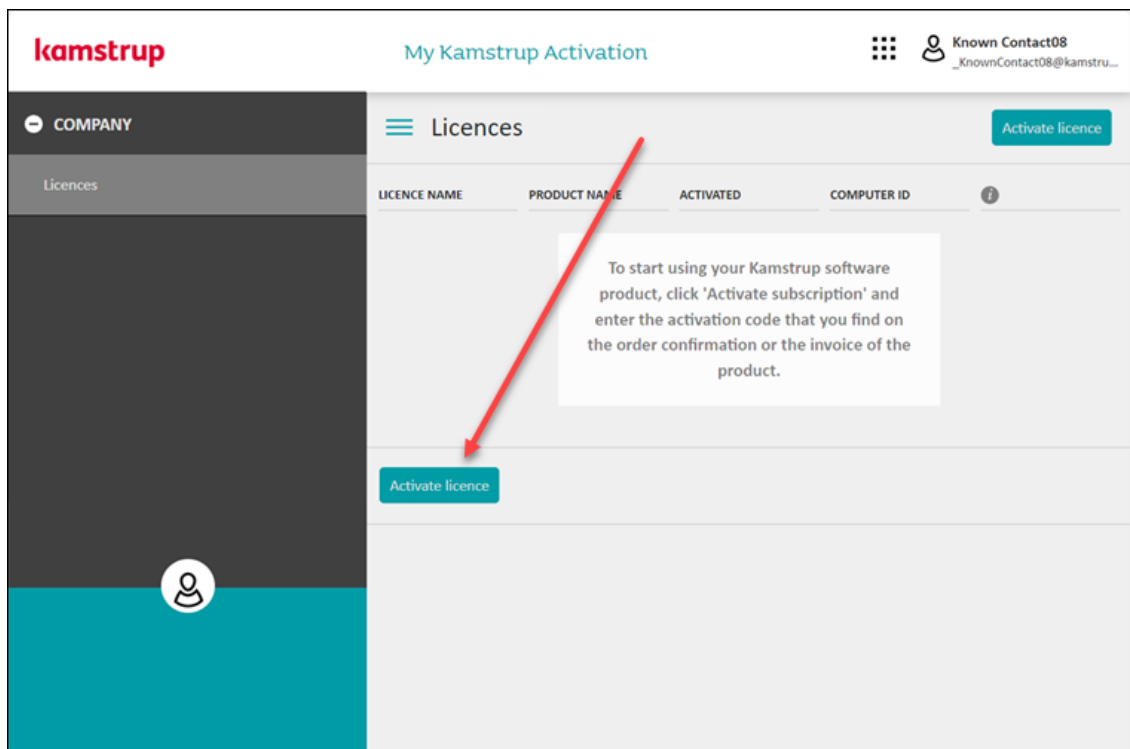 kamstrup
My Kamstrup Activation
Known Contact08
_KnownContact08@kamstru...
COMPANY
Licences
Activate licence
Licences
LICENCE NAME PRODUCT NAME ACTIVATED COMPUTER ID i
To start using your Kamstrup software
product, click 'Activate subscription' and
enter the activation code that you find on
the order confirmation or the invoice of the
product.
Activate licence